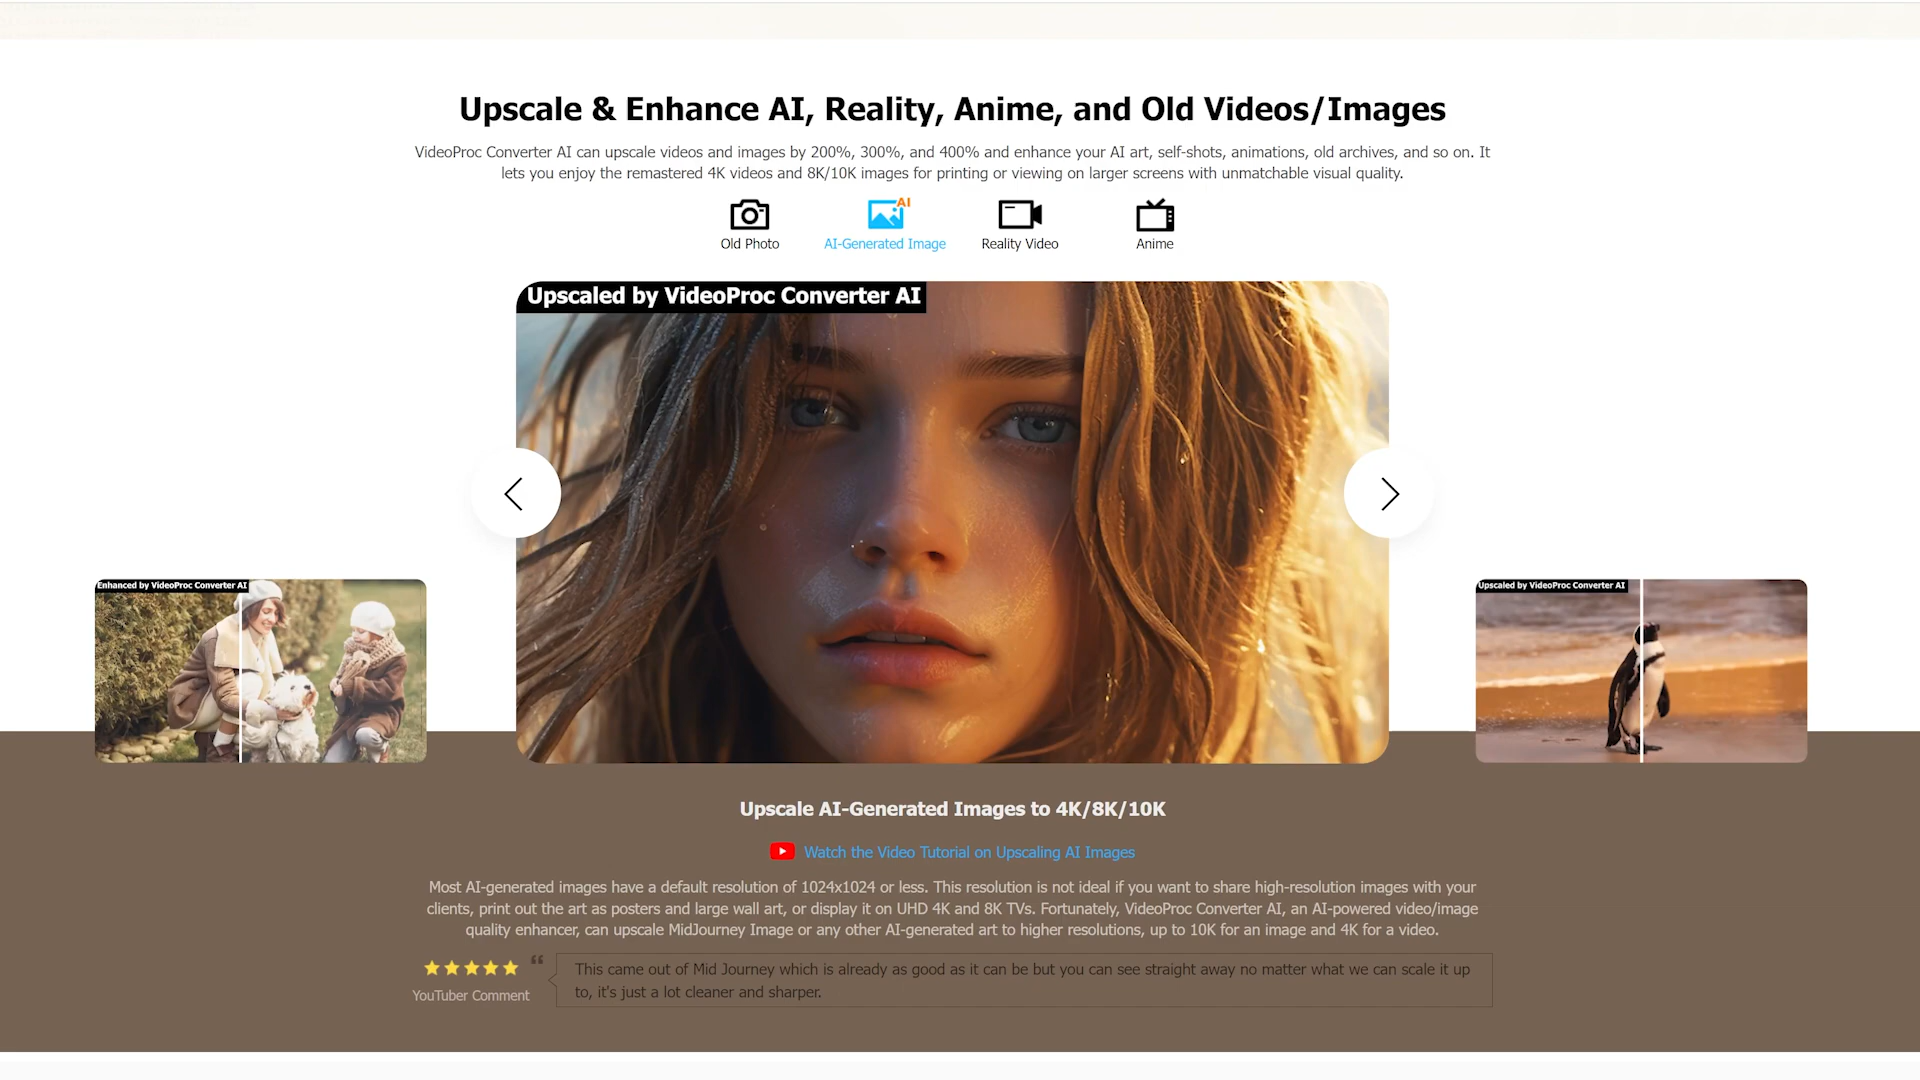 Upscale & Enhance AI, Reality, Anime, and Old Videos/Images
VideoProc Converter AI can upscale videos and images by 200%, 300%, and 400% and enhance your AI art, self-shots, animations, old archives, and so on. It
lets you enjoy the remastered 4K videos and 8K/10K images for printing or viewing on larger screens with unmatchable visual quality.
AI
Old Photo
AI-Generated Image
Reality Video
Anime
Upscaled by VideoProc Converter AI
Enhanced by VideoProc Converter AI
Upscaled by VideoProc Converter AI
Upscale AI-Generated Images to 4K/8K/10K
Watch the Video Tutorial on Upscaling AI Images
Most AI-generated images have a default resolution of 1024x1024 or less. This resolution is not ideal if you want to share high-resolution images with your
clients, print out the art as posters and large wall art, or display it on UHD 4K and 8K TVs. Fortunately, VideoProc Converter AI, an AI-powered video/image
quality enhancer, can upscale MidJourney Image or any other AI-generated art to higher resolutions, up to 10K for an image and 4K for a video.
YouTuber Comment
“
This came out of Mid Journey which is already as good as it can be but you can see straight away no matter what we can scale it up
to, it's just a lot cleaner and sharper.